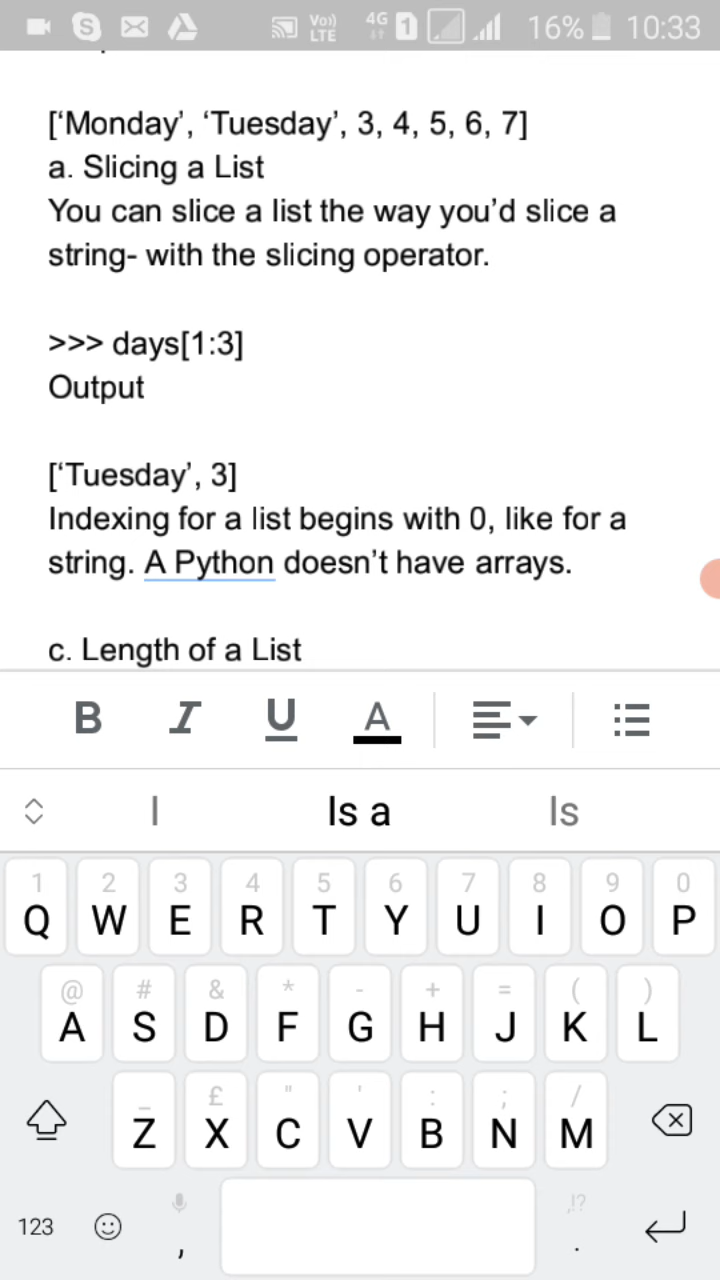 Vo))
LTE
4G
1
16%
10:33
['Monday', 'Tuesday', 3, 4, 5, 6, 7]
a. Slicing a List
You can slice a list the way you'd slice a
string- with the slicing operator.
>>> days[1:3]
Output
['Tuesday', 3]
Indexing for a list begins with 0, like for a
string. A Python doesn't have arrays.
c. Length of a List
B I U A
I Is a Is
1 2 3 4 5 6 7 8 9 0
Q W E R T Y U I O P
@ # & * - + = ( )
A S D F G H J K L
_ £ " ' : ; /
Z X C V B N M
123 , ,!? .